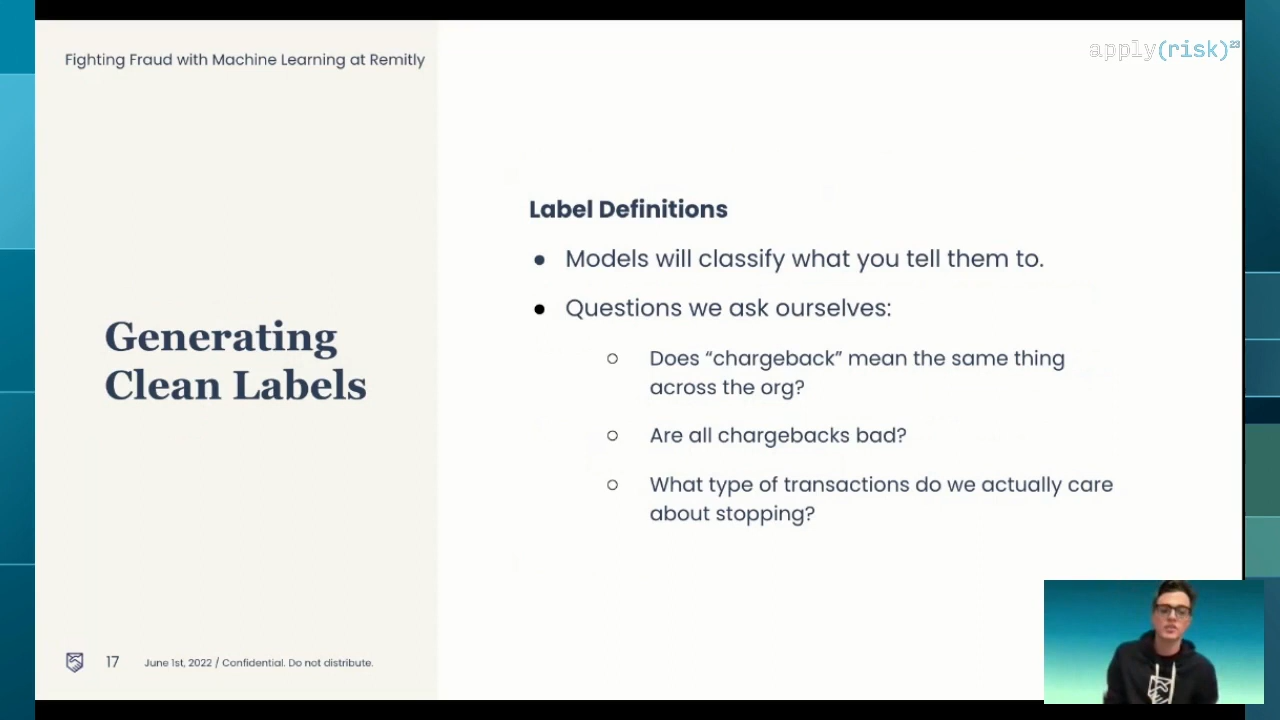 Fighting Fraud with Machine Learning at Remitly
apply(risk)23
Generating
Clean Labels
Label Definitions
● Models will classify what you tell them to.
● Questions we ask ourselves:
○ Does “chargeback” mean the same thing
across the org?
○ Are all chargebacks bad?
○ What type of transactions do we actually care
about stopping?
17 June 1st, 2022 / Confidential. Do not distribute.